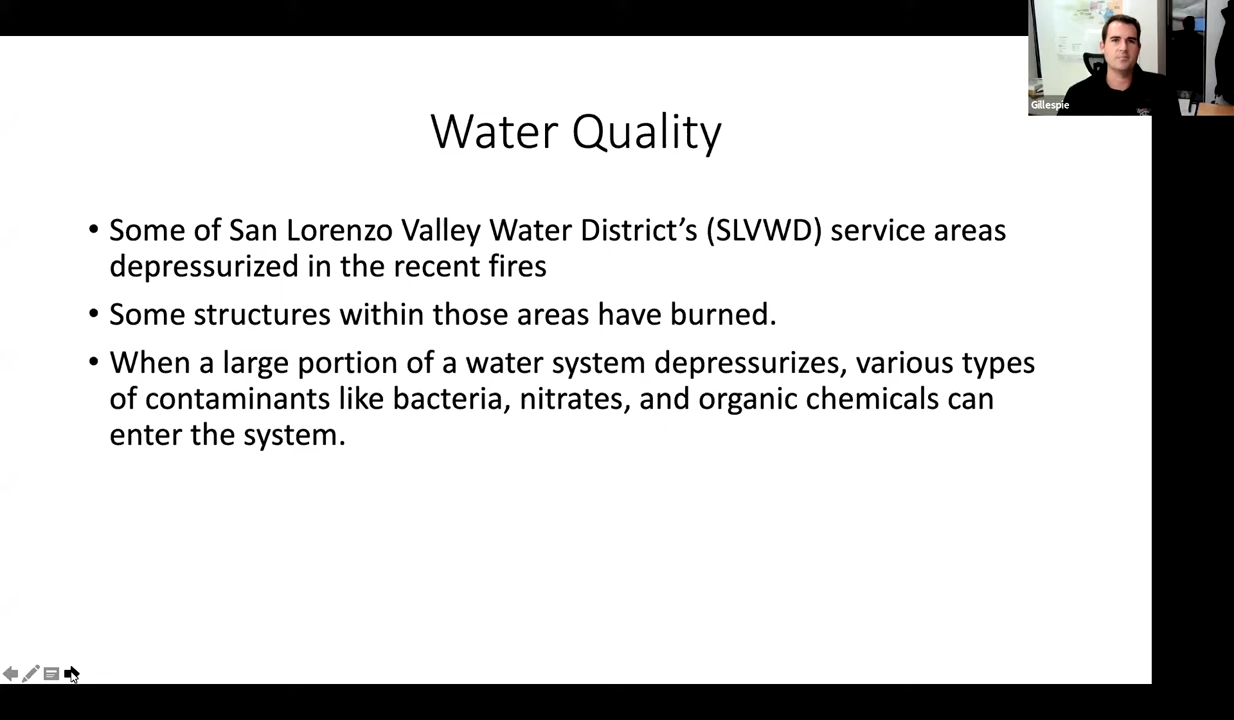 Gillespie
Water Quality
• Some of San Lorenzo Valley Water District’s (SLVWD) service areas
depressurized in the recent fires
• Some structures within those areas have burned.
• When a large portion of a water system depressurizes, various types
of contaminants like bacteria, nitrates, and organic chemicals can
enter the system.